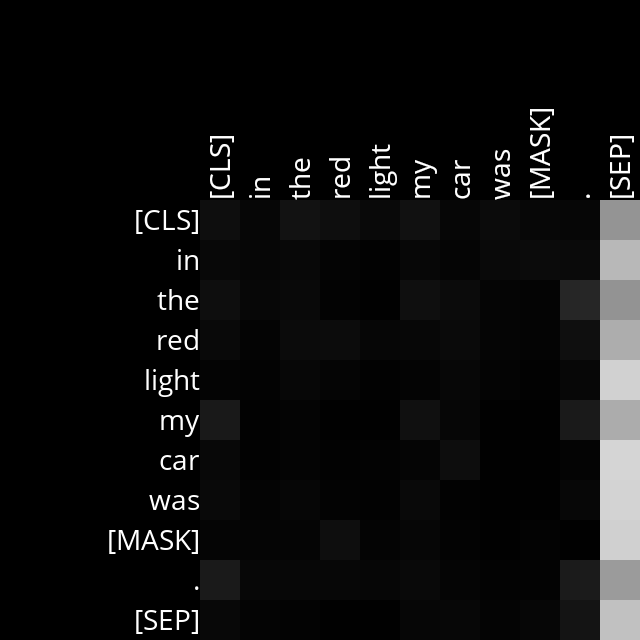 [CLS] in the red light my car was [MASK] . [SEP]
[CLS]
in
the
red
light
my
car
was
[MASK]
.
[SEP]